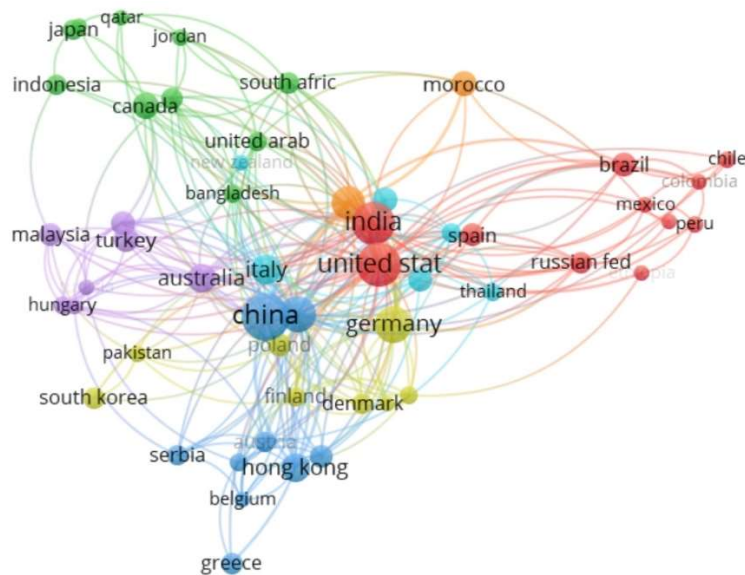 qatar
japan
jordan
indonesia
south afric
morocco
canada
united arab
new zealand
brazil
chile
colombia
bangladesh
mexico
india
peru
malaysia
turkey
spain
united stat
russian fed
italy
australia
thailand
hungary
china
germany
poland
pakistan
south korea
finland
denmark
austria
serbia
hong kong
belgium
greece